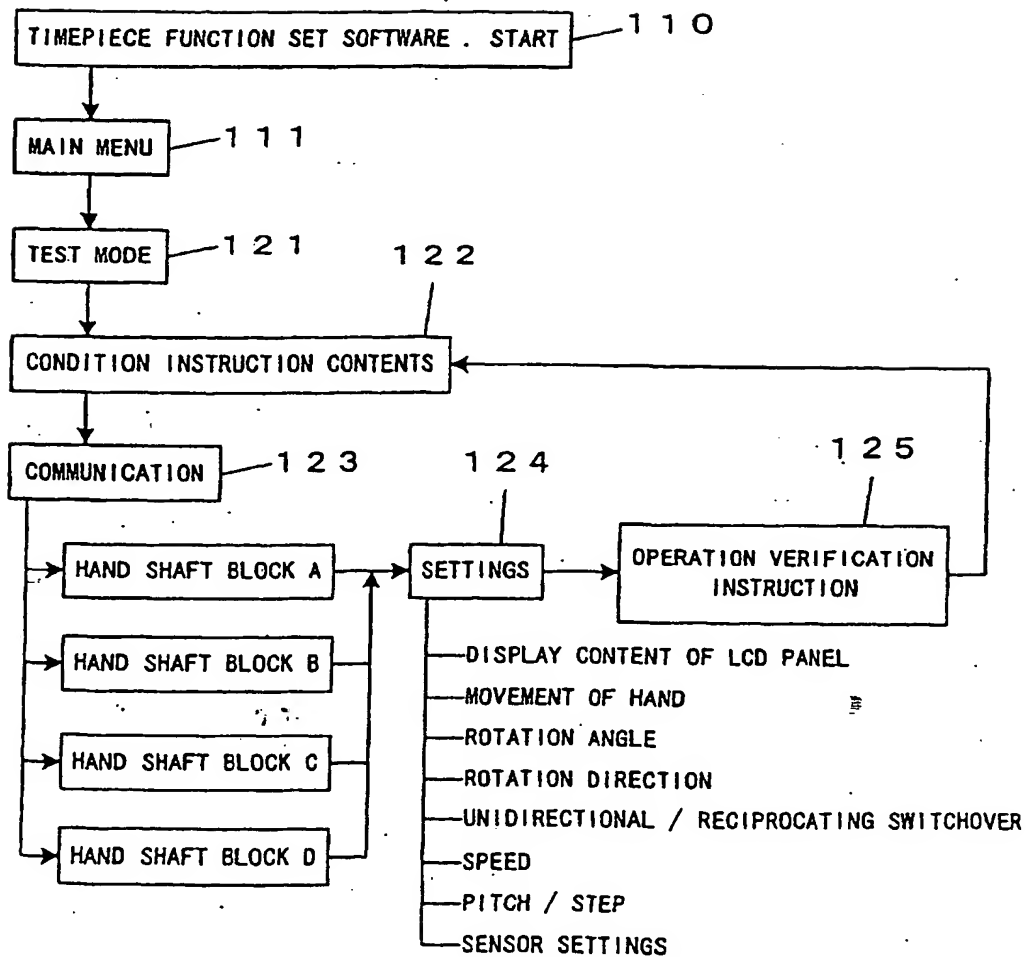 TIMEPIECE FUNCTION SET SOFTWARE . START
110
MAIN MENU
111
TEST MODE
121
122
CONDITION INSTRUCTION CONTENTS
COMMUNICATION
123
124
125
HAND SHAFT BLOCK A
SETTINGS
OPERATION VERIFICATION
INSTRUCTION
HAND SHAFT BLOCK B
HAND SHAFT BLOCK C
HAND SHAFT BLOCK D
DISPLAY CONTENT OF LCD PANEL
MOVEMENT OF HAND
ROTATION ANGLE
ROTATION DIRECTION
UNIDIRECTIONAL / RECIPROCATING SWITCHOVER
SPEED
PITCH / STEP
SENSOR SETTINGS